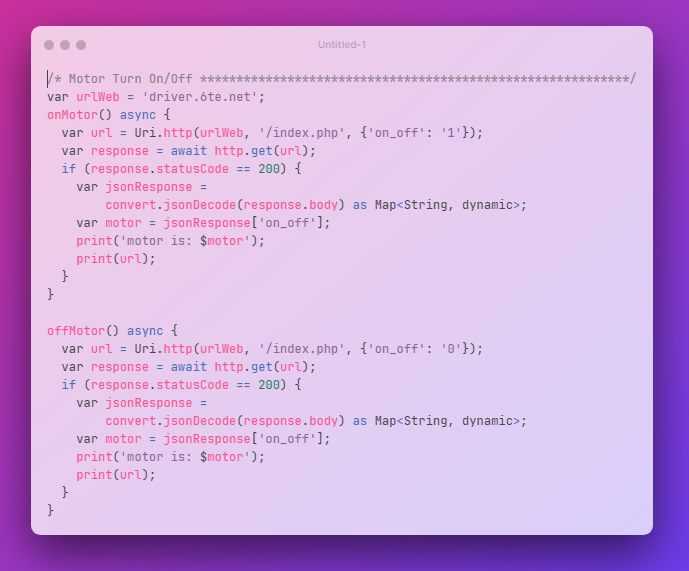 Untitled-1
/* Motor Turn On/Off ***********************************************************/
var urlWeb = 'driver.6te.net';
onMotor() async {
  var url = Uri.http(urlWeb, '/index.php', {'on_off': '1'});
  var response = await http.get(url);
  if (response.statusCode == 200) {
    var jsonResponse =
        convert.jsonDecode(response.body) as Map<String, dynamic>;
    var motor = jsonResponse['on_off'];
    print('motor is: $motor');
    print(url);
  }
}

offMotor() async {
  var url = Uri.http(urlWeb, '/index.php', {'on_off': '0'});
  var response = await http.get(url);
  if (response.statusCode == 200) {
    var jsonResponse =
        convert.jsonDecode(response.body) as Map<String, dynamic>;
    var motor = jsonResponse['on_off'];
    print('motor is: $motor');
    print(url);
  }
}